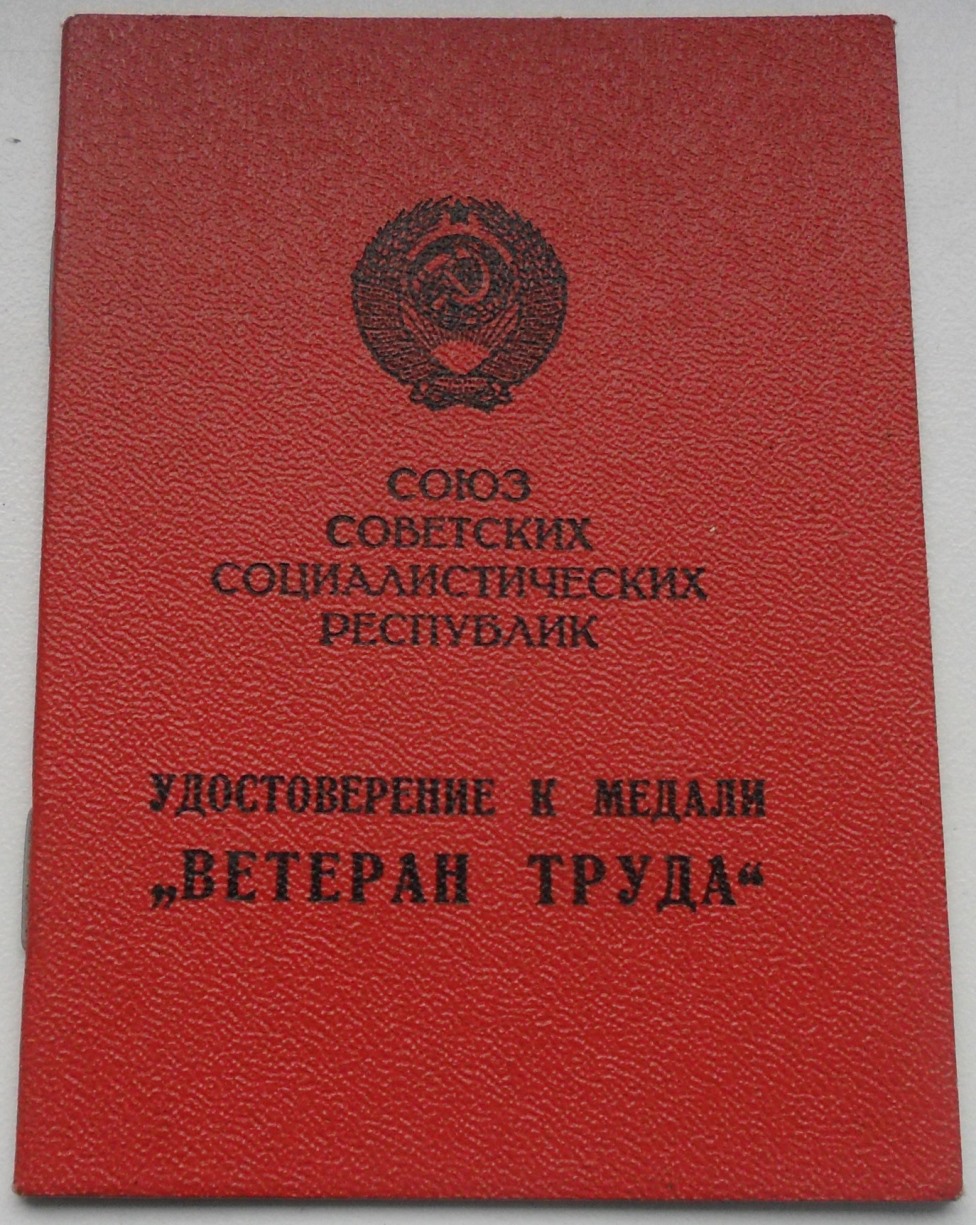 СОЮЗ
СОВЕТСКИХ
СОЦИАЛИСТИЧЕСКИХ
РЕСПУБЛИК
УДОСТОВЕРЕНИЕ К МЕДАЛИ
„ВЕТЕРАН ТРУДА“